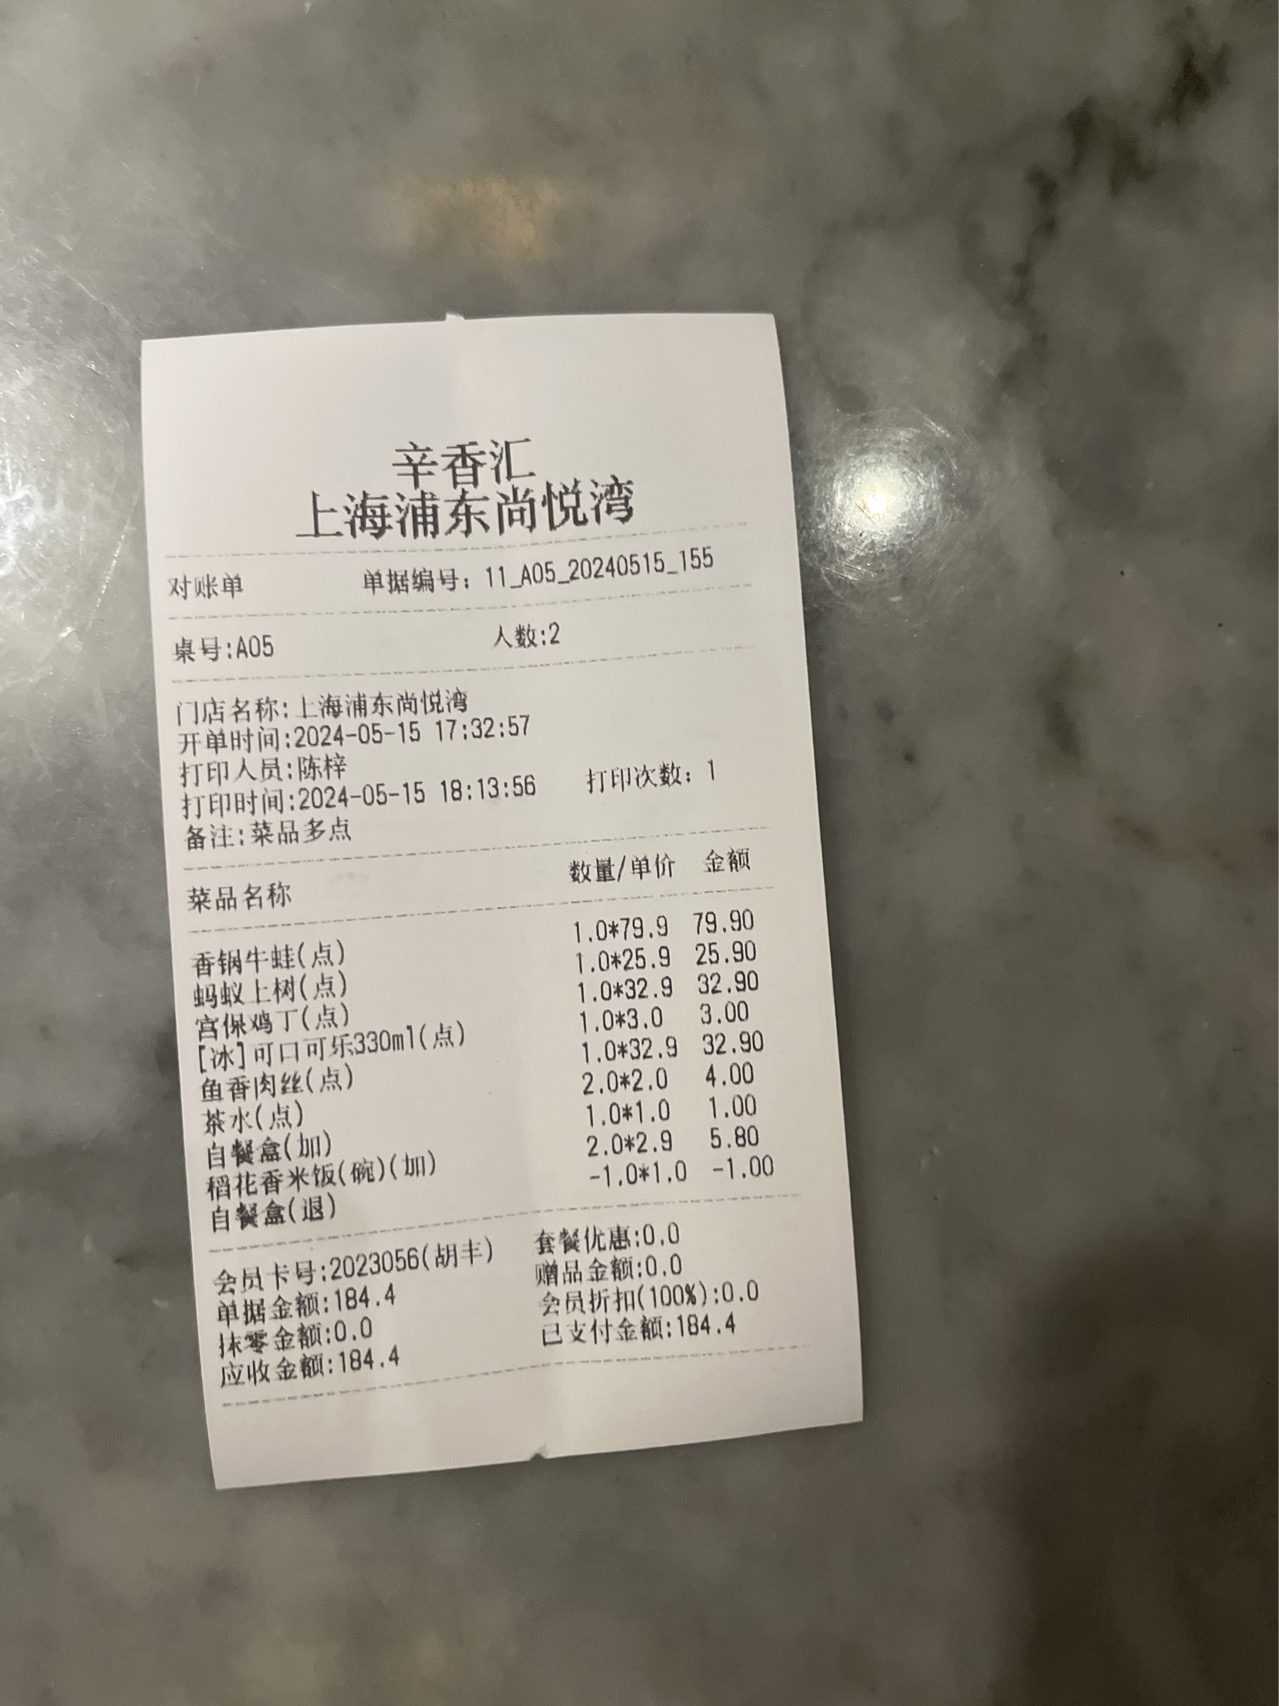 辛香汇
上海浦东尚悦湾
对账单 单据编号：11_A05_20240515_155
桌号:A05 人数:2
门店名称:上海浦东尚悦湾
开单时间:2024-05-15 17:32:57
打印人员:陈梓
打印时间:2024-05-15 18:13:56 打印次数：1
备注:菜品多点
菜品名称 数量/单价 金额
香锅牛蛙(点) 1.0*79.9 79.90
蚂蚁上树(点) 1.0*25.9 25.90
宫保鸡丁(点) 1.0*32.9 32.90
[冰]可口可乐330ml(点) 1.0*3.0 3.00
鱼香肉丝(点) 1.0*32.9 32.90
茶水(点) 2.0*2.0 4.00
自餐盒(加) 1.0*1.0 1.00
稻花香米饭(碗)(加) 2.0*2.9 5.80
自餐盒(退) -1.0*1.0 -1.00
会员卡号:2023056(胡丰) 套餐优惠:0.0
单据金额:184.4 赠品金额:0.0
抹零金额:0.0 会员折扣(100%):0.0
应收金额:184.4 已支付金额:184.4